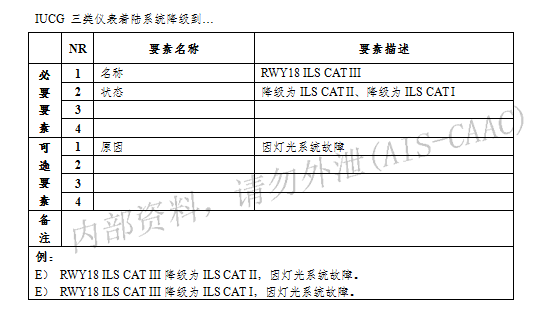 IUCG 三类仪表着陆系统降级到…
NR 要素名称 要素描述
必要要素
1 名称 RWY18 ILS CAT III
2 状态 降级为 ILS CAT II、降级为 ILS CAT I
3
4
可选要素
1 原因 因灯光系统故障
2
3
4
备注
内部资料，请勿外泄(AIS-CAAC)
例：
E） RWY18 ILS CAT III 降级为 ILS CAT II，因灯光系统故障。
E） RWY18 ILS CAT III 降级为 ILS CAT I，因灯光系统故障。